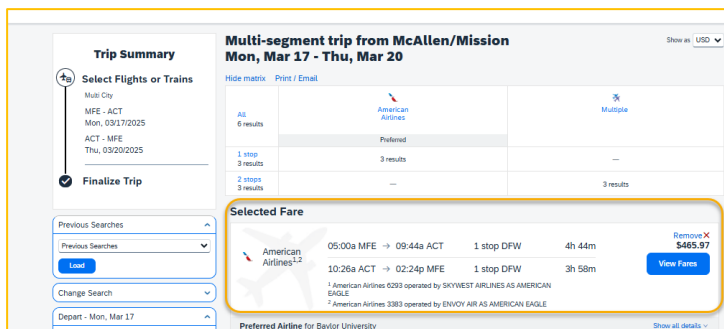 Trip Summary
Select Flights or Trains
Multi City
MFE - ACT
Mon, 03/17/2025
ACT - MFE
Thu, 03/20/2025
Finalize Trip
Previous Searches
Previous Searches
Load
Change Search
Depart - Mon, Mar 17
Multi-segment trip from McAllen/Mission
Mon, Mar 17 - Thu, Mar 20
Show as USD
Hide matrix Print / Email
All
6 results
American
Airlines
Multiple
Preferred
1 stop
3 results
3 results
—
2 stops
3 results
—
3 results
Selected Fare
Remove X
$465.97
View Fares
American
Airlines1,2
05:00a MFE → 09:44a ACT 1 stop DFW 4h 44m
10:26a ACT → 02:24p MFE 1 stop DFW 3h 58m
1 American Airlines 6293 operated by SKYWEST AIRLINES AS AMERICAN
EAGLE
2 American Airlines 3383 operated by ENVOY AIR AS AMERICAN EAGLE
Preferred Airline for Baylor University
Show all details